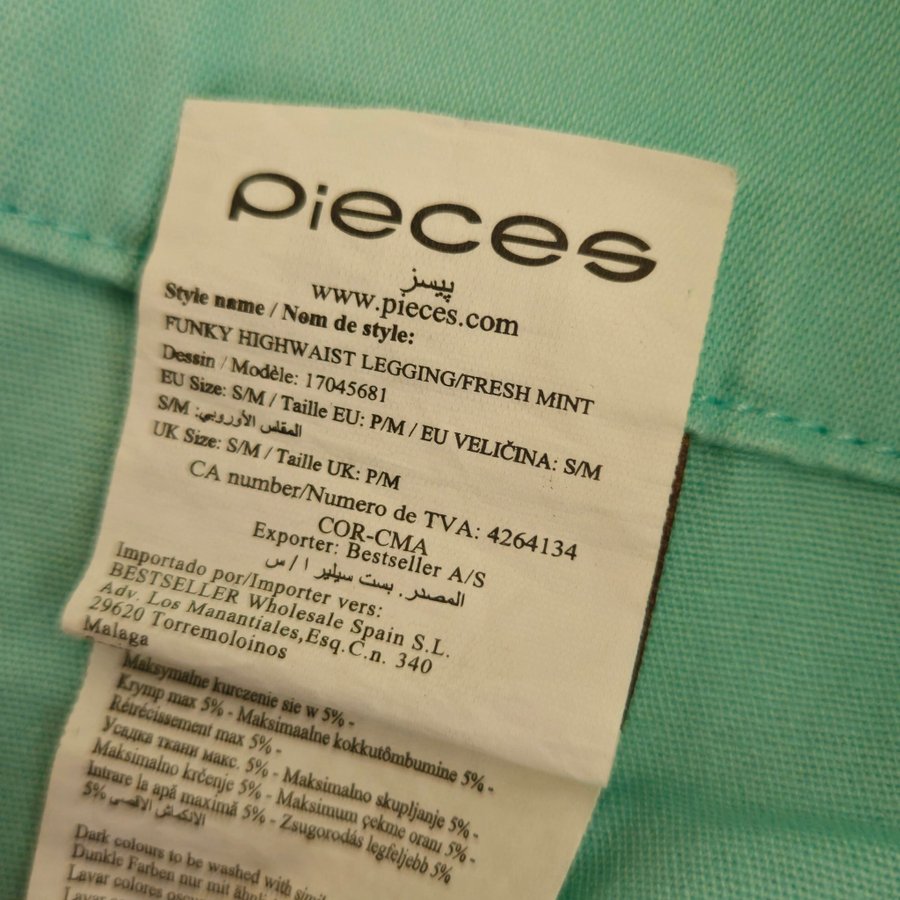 pieces
پيسز
www.pieces.com
Style name / Nom de style:
FUNKY HIGHWAIST LEGGING/FRESH MINT
Dessin / Modèle: 17045681
EU Size: S/M / Taille EU: P/M / EU VELIČINA: S/M
S/M :المقاس الأوروبي
UK Size: S/M / Taille UK: P/M
CA number/Numero de TVA: 4264134
COR-CMA
Exporter: Bestseller A/S
المصدر. بست سيلير ا / س
Importado por/Importer vers:
BESTSELLER Wholesale Spain S.L.
Adv. Los Manantiales,Esq.C.n. 340
29620 Torremoloinos
Malaga
Maksymalne kurczenie sie w 5% -
Krymp max 5% - Maksimaalne kokkutõmbumine 5% -
Rétrécissement max 5% -
Усадка ткани макс. 5% - Maksimalno skupljanje 5% -
Maksimalno krčenje 5% - Maksimum çekme oranı 5% -
Intrare la apă maximă 5% - Zsugorodás legfeljebb 5%
5% الانكماش الاقصى
Dark colours to be washed with
Dunkle Farben nur mit
Lavar colores
Lavar